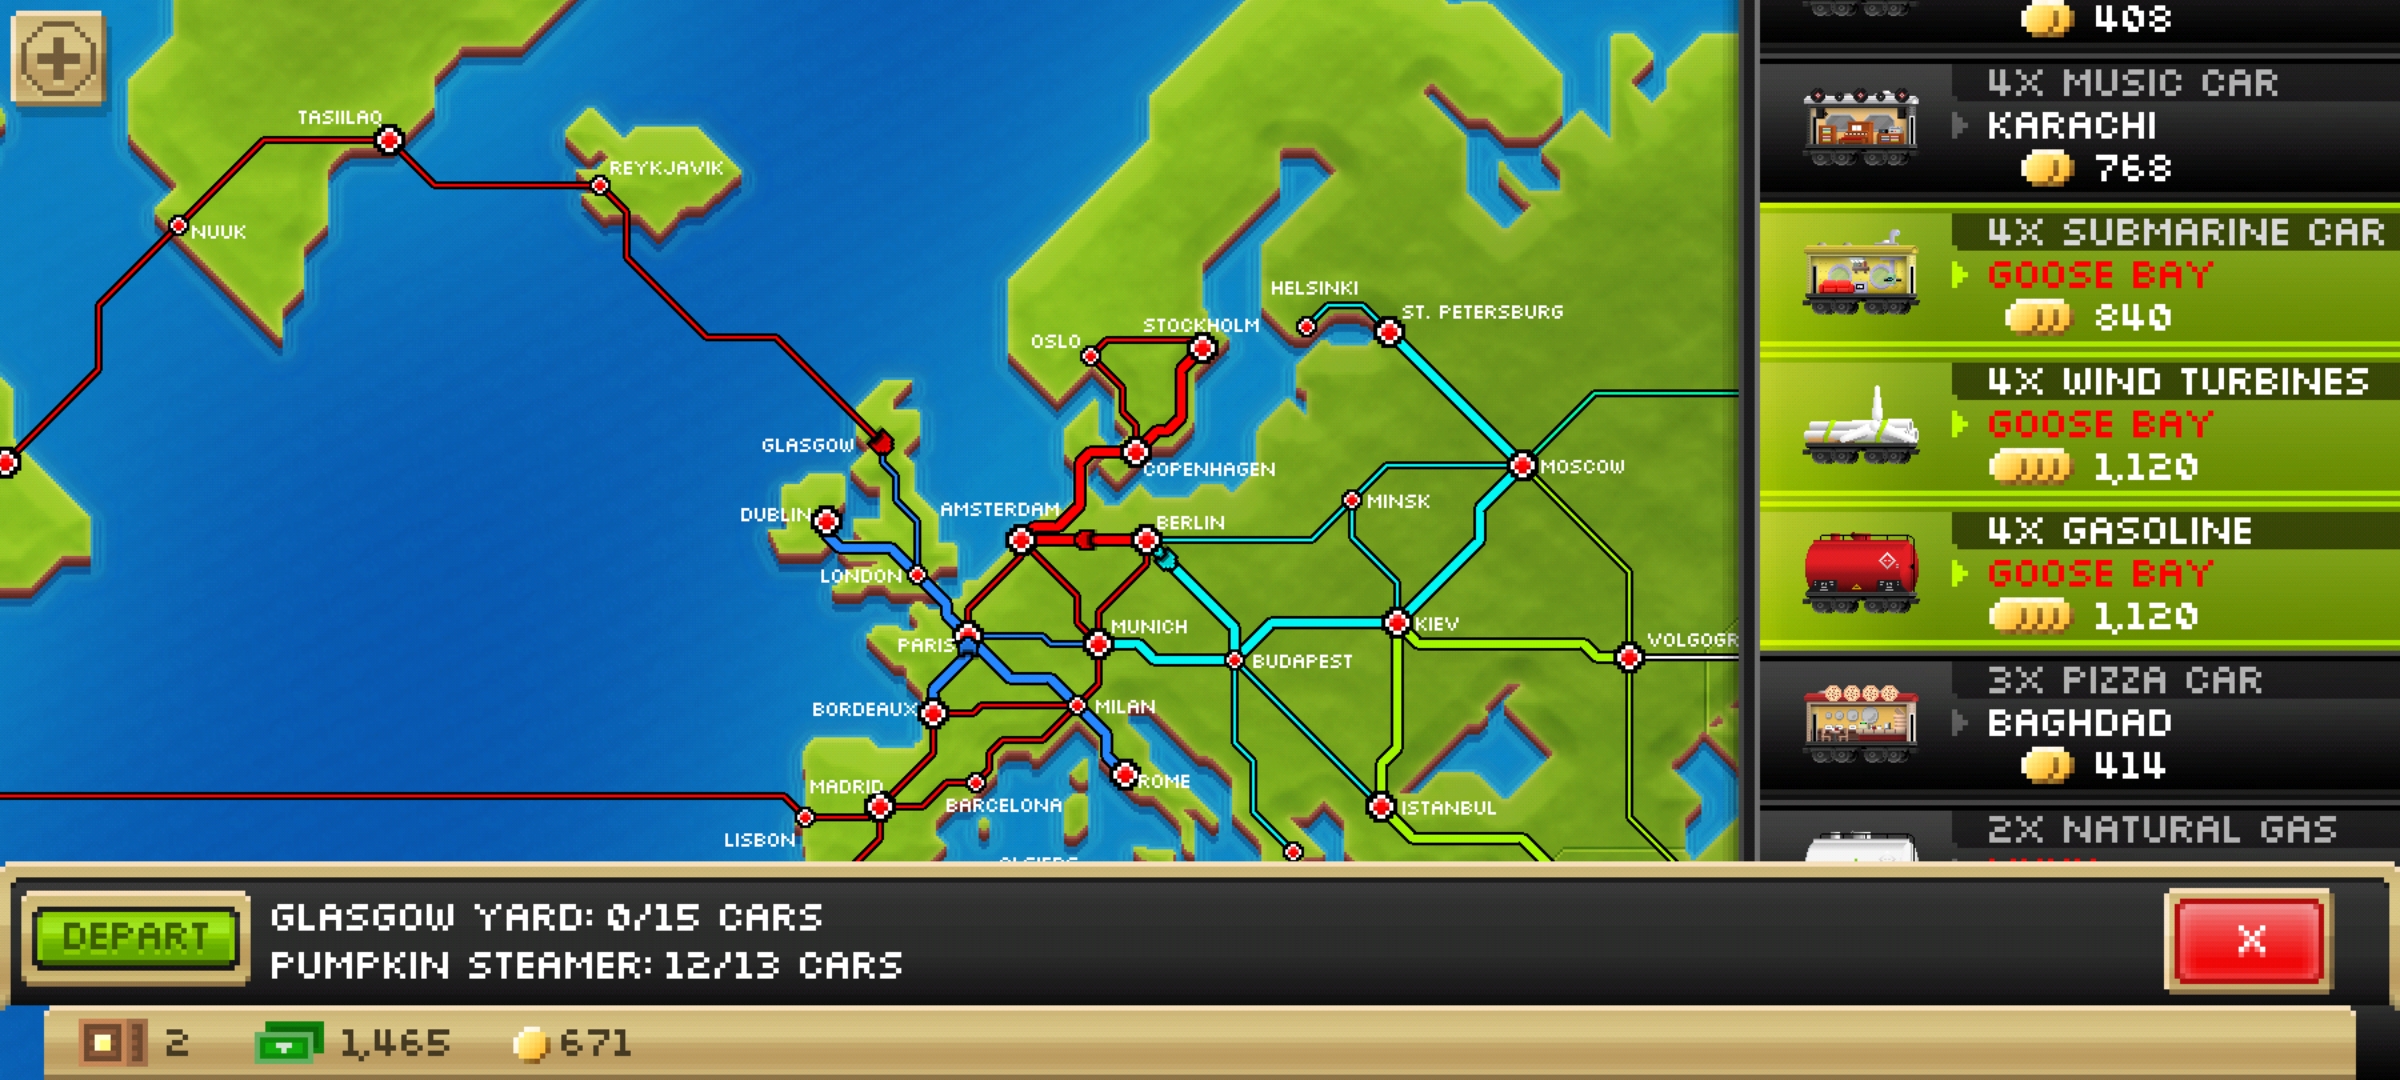 408
4X MUSIC CAR
KARACHI
768
4X SUBMARINE CAR
GOOSE BAY
840
4X WIND TURBINES
GOOSE BAY
1,120
4X GASOLINE
GOOSE BAY
1,120
3X PIZZA CAR
BAGHDAD
414
2X NATURAL GAS
TASIILAQ
REYKJAVIK
NUUK
HELSINKI
ST. PETERSBURG
STOCKHOLM
OSLO
GLASGOW
COPENHAGEN
MOSCOW
MINSK
AMSTERDAM
DUBLIN
BERLIN
LONDON
MUNICH
KIEV
PARIS
VOLGOGR
BUDAPEST
BORDEAUX
MILAN
ROME
MADRID
BARCELONA
ISTANBUL
LISBON
DEPART
GLASGOW YARD: 0/15 CARS
PUMPKIN STEAMER: 12/13 CARS
X
2
1,465
671